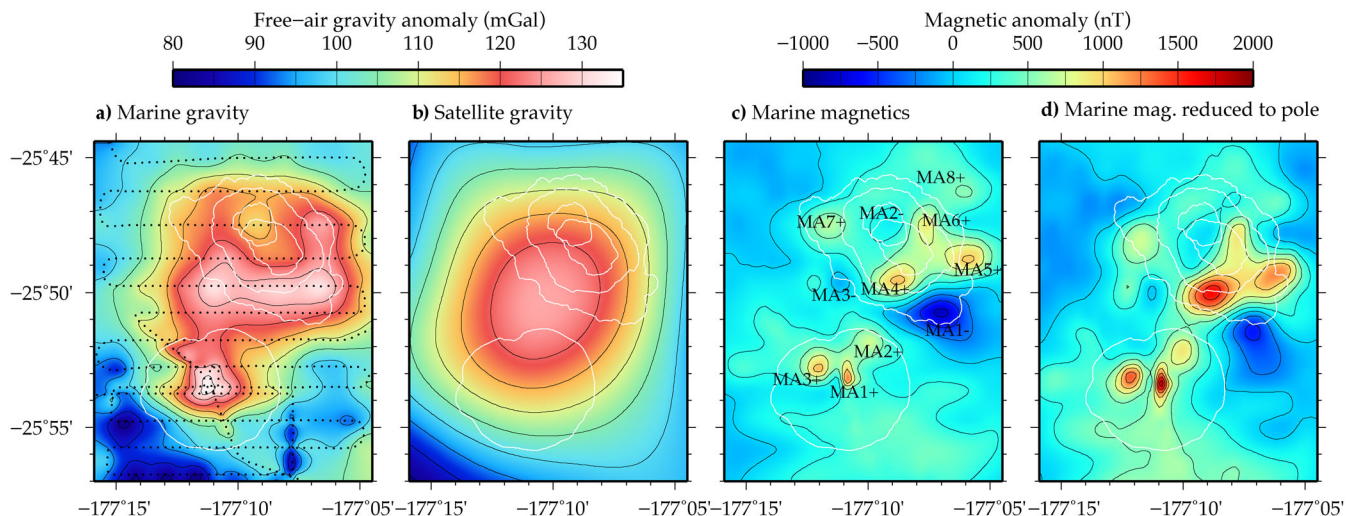 Free−air gravity anomaly (mGal)
80 90 100 110 120 130
Magnetic anomaly (nT)
−1000 −500 0 500 1000 1500 2000
a) Marine gravity
b) Satellite gravity
c) Marine magnetics
d) Marine mag. reduced to pole
−25°45'
−25°50'
−25°55'
MA8+
MA7+
MA2-
MA6+
MA5+
MA3-
MA4+
MA1-
MA2+
MA3+
MA1+
−177°15' −177°10' −177°05'
−177°15' −177°10' −177°05'
−177°15' −177°10' −177°05'
−177°15' −177°10' −177°05'